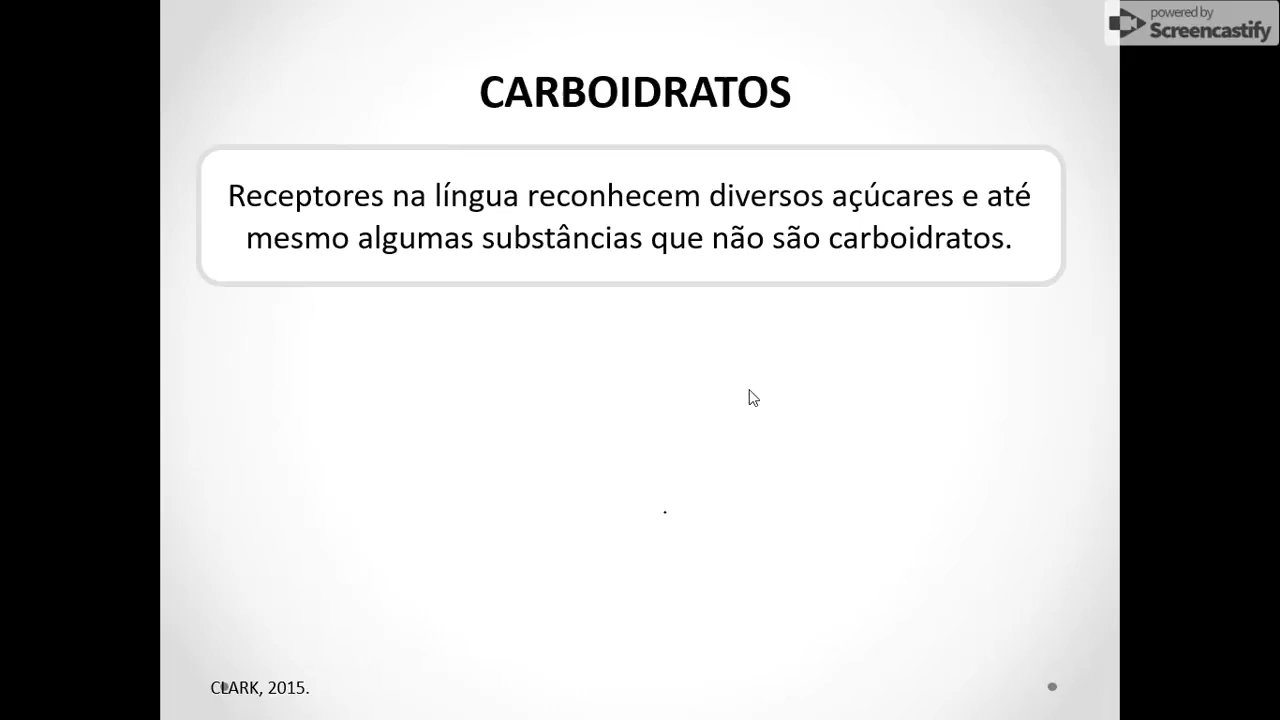 powered by
Screencastify
CARBOIDRATOS
Receptores na língua reconhecem diversos açúcares e até
mesmo algumas substâncias que não são carboidratos.
.
CLARK, 2015.